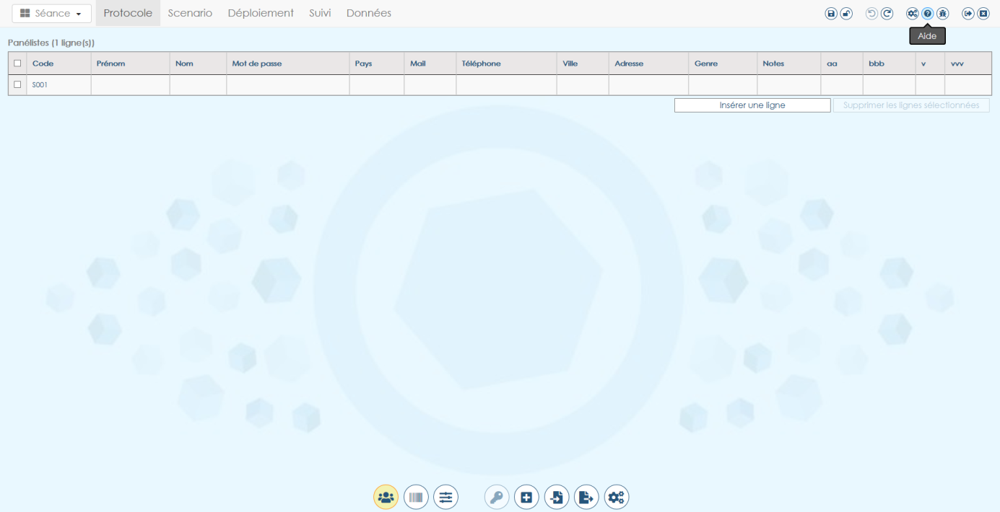 Séance Protocole Scenario Déploiement Suivi Données
Aide
Panélistes (1 ligne(s))
Code Prénom Nom Mot de passe Pays Mail Téléphone Ville Adresse Genre Notes aa bbb v vvv
S001
Insérer une ligne Supprimer les lignes sélectionnées